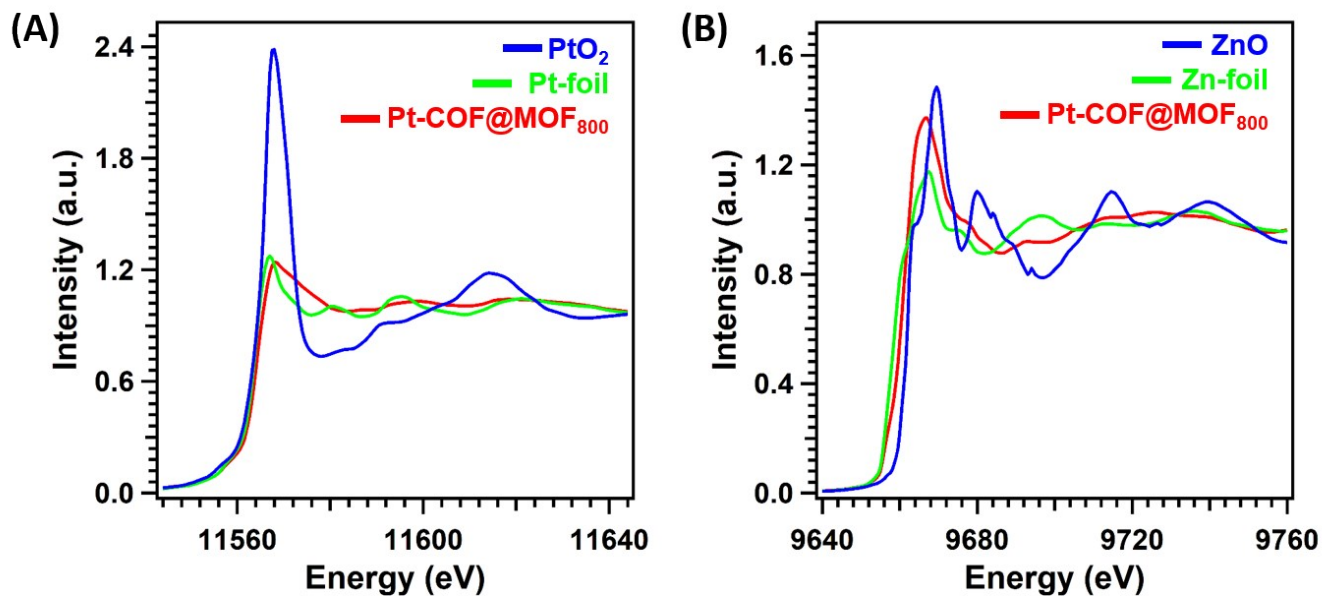 (A)
PtO₂
Pt-foil
Pt-COF@MOF₈₀₀
2.4
1.8
1.2
0.6
0.0
Intensity (a.u.)
11560
11600
11640
Energy (eV)
(B)
ZnO
Zn-foil
Pt-COF@MOF₈₀₀
1.6
1.2
0.8
0.4
0.0
Intensity (a.u.)
9640
9680
9720
9760
Energy (eV)